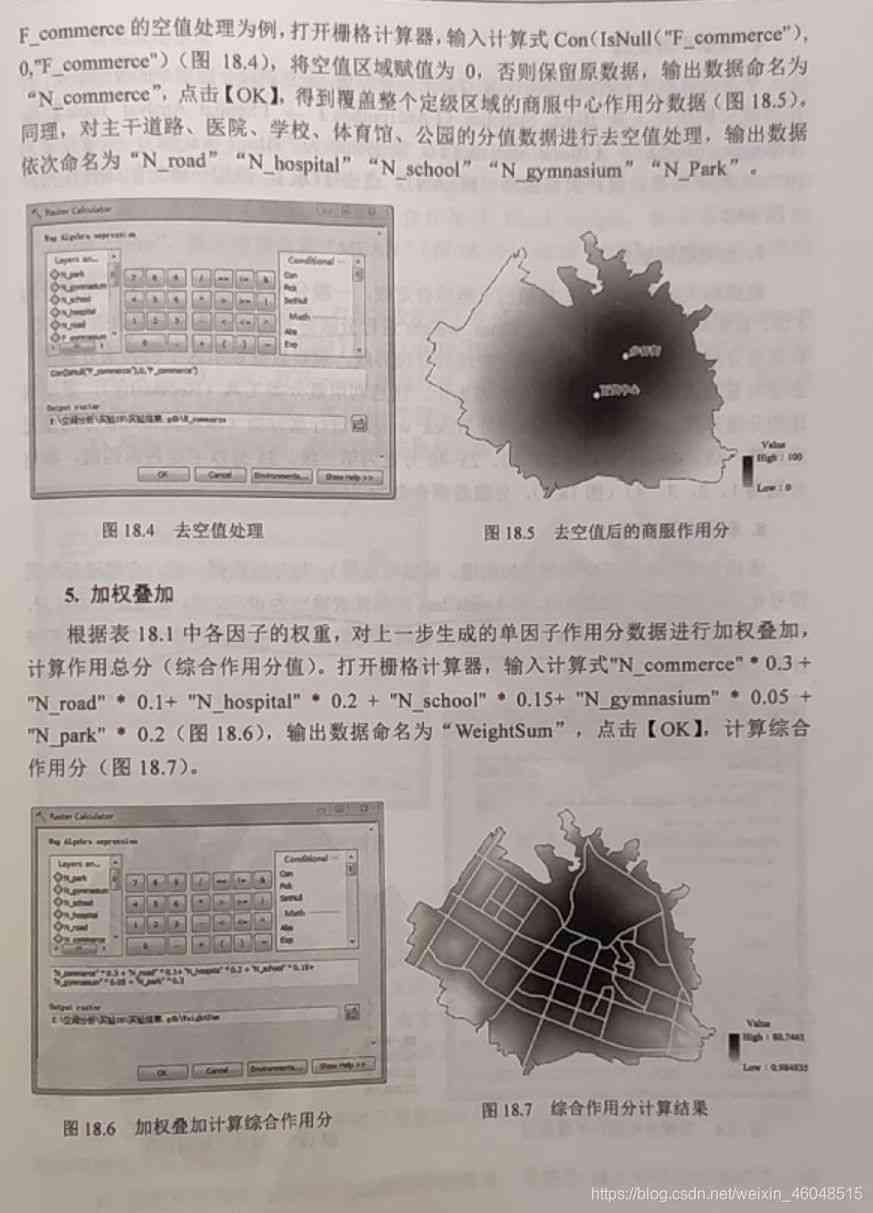 F_commerce 的空值处理为例，打开栅格计算器，输入计算式 Con(IsNull("F_commerce"),
0,"F_commerce")（图 18.4），将空值区域赋值为 0，否则保留原数据，输出数据命名为
“N_commerce”，点击【OK】，得到覆盖整个定级区域的商服中心作用分数据（图 18.5）。
同理，对主干道路、医院、学校、体育馆、公园的分值数据进行去空值处理，输出数据
依次命名为“N_road”“N_hospital”“N_school”“N_gymnasium”“N_Park”。
Raster Calculator
Map Algebra expression
Layers an...
N_park
N_gymnasium
N_school
N_hospital
N_road
F_gymnasium
7 8 9 / == != &
4 5 6 * > >= |
1 2 3 - < <= ^
0 . + ( ) ~
Conditional
Con
Pick
SetNull
Math
Abs
Exp
Con(IsNull("F_commerce"),0,"F_commerce")
Output raster
OK Cancel Environments... Show Help >>
步行街
Value
High : 100
Low : 0
图 18.4 去空值处理
图 18.5 去空值后的商服作用分
5. 加权叠加
根据表 18.1 中各因子的权重，对上一步生成的单因子作用分数据进行加权叠加，
计算作用总分（综合作用分值）。打开栅格计算器，输入计算式"N_commerce" * 0.3 +
"N_road" * 0.1+ "N_hospital" * 0.2 + "N_school" * 0.15+ "N_gymnasium" * 0.05 +
"N_park" * 0.2（图 18.6），输出数据命名为“WeightSum”，点击【OK】，计算综合
作用分（图 18.7）。
Raster Calculator
Map Algebra expression
Layers an...
N_park
N_gymnasium
N_school
N_hospital
N_road
N_commerce
7 8 9 / == != &
4 5 6 * > >= |
1 2 3 - < <= ^
0 . + ( ) ~
Conditional
Con
Pick
SetNull
Math
Abs
Exp
"N_commerce" * 0.3 + "N_road" * 0.1+ "N_hospital" * 0.2 + "N_school" * 0.15+
"N_gymnasium" * 0.05 + "N_park" * 0.2
Output raster
OK Cancel Environments... Show Help >>
Value
High :
Low :
图 18.6 加权叠加计算综合作用分
图 18.7 综合作用分计算结果
https://blog.csdn.net/weixin_46048515